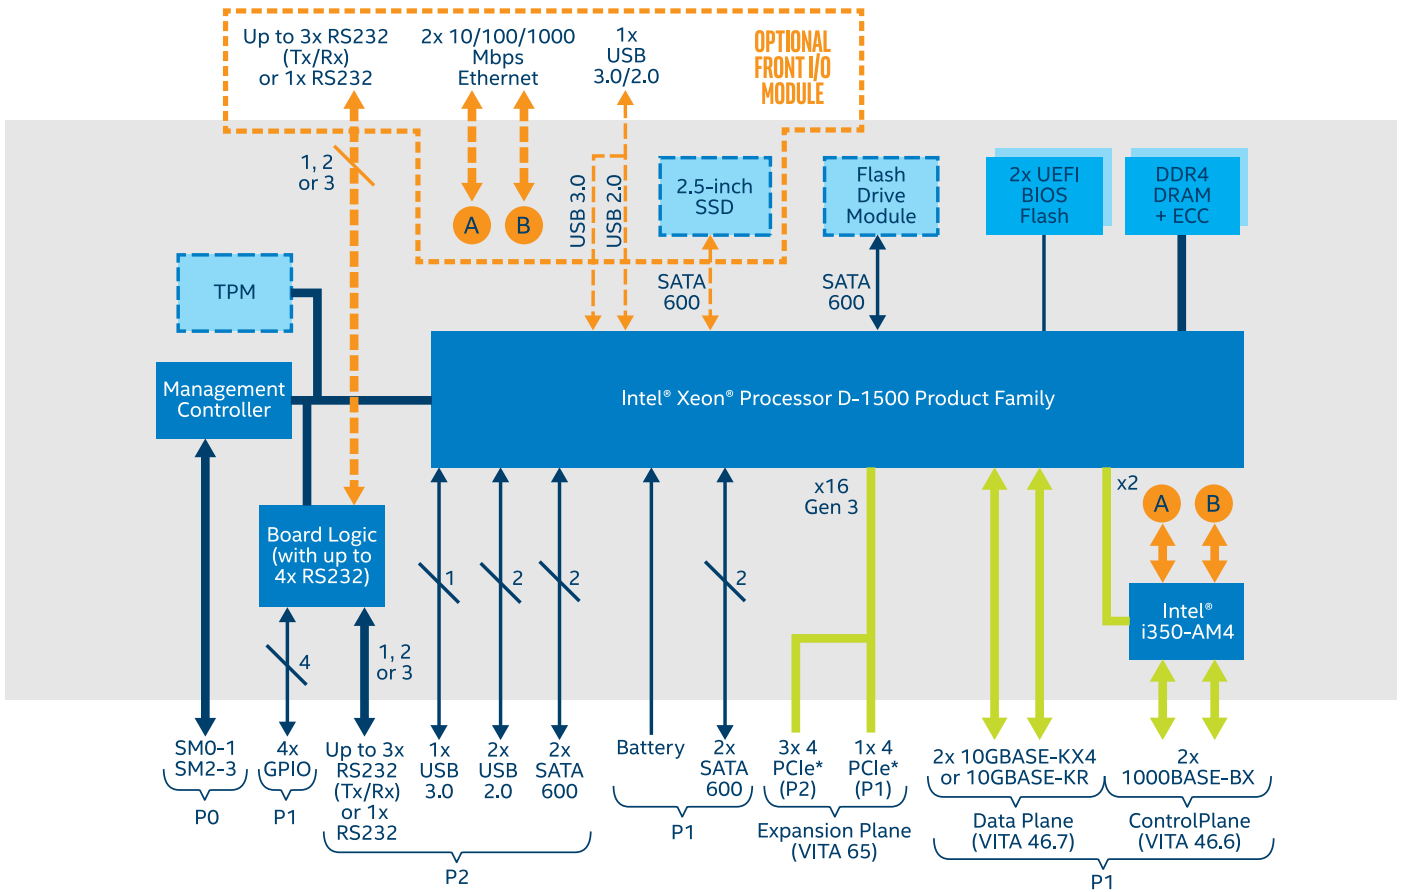 Up to 3x RS232
(Tx/Rx)
or 1x RS232
2x 10/100/1000
Mbps
Ethernet
1x
USB
3.0/2.0
OPTIONAL
FRONT I/O
MODULE
1, 2
or 3
A
B
USB 3.0
USB 2.0
2.5-inch
SSD
SATA
600
Flash
Drive
Module
SATA
600
2x UEFI
BIOS
Flash
DDR4
DRAM
+ ECC
TPM
Management
Controller
Intel® Xeon® Processor D-1500 Product Family
Board Logic
(with up to
4x RS232)
x16
Gen 3
x2
A
B
Intel®
i350-AM4
1
2
2
2
4
1, 2
or 3
SM0-1
SM2-3
P0
4x
GPIO
P1
Up to 3x
RS232
(Tx/Rx)
or 1x
RS232
1x
USB
3.0
2x
USB
2.0
2x
SATA
600
P2
Battery
2x
SATA
600
P1
3x 4
PCIe*
(P2)
1x 4
PCIe*
(P1)
Expansion Plane
(VITA 65)
2x 10GBASE-KX4
or 10GBASE-KR
Data Plane
(VITA 46.7)
2x
1000BASE-BX
ControlPlane
(VITA 46.6)
P1